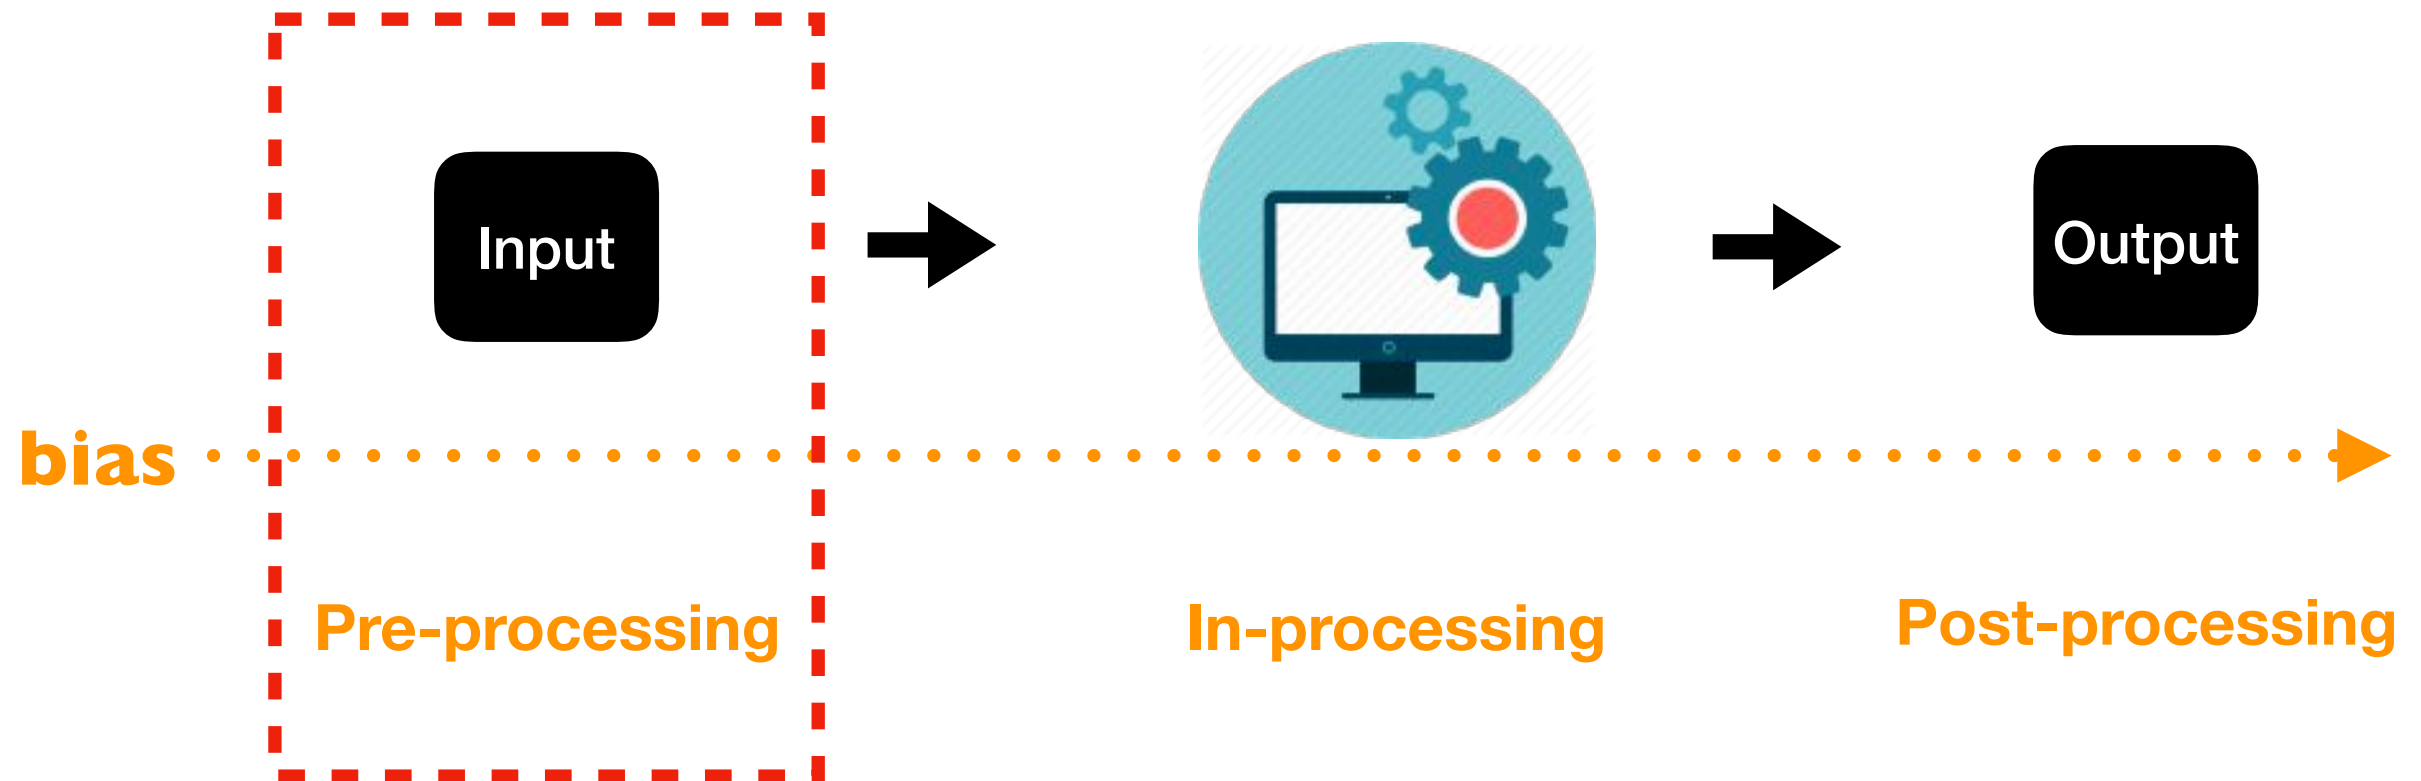 Input
Output
bias
Pre-processing
In-processing
Post-processing